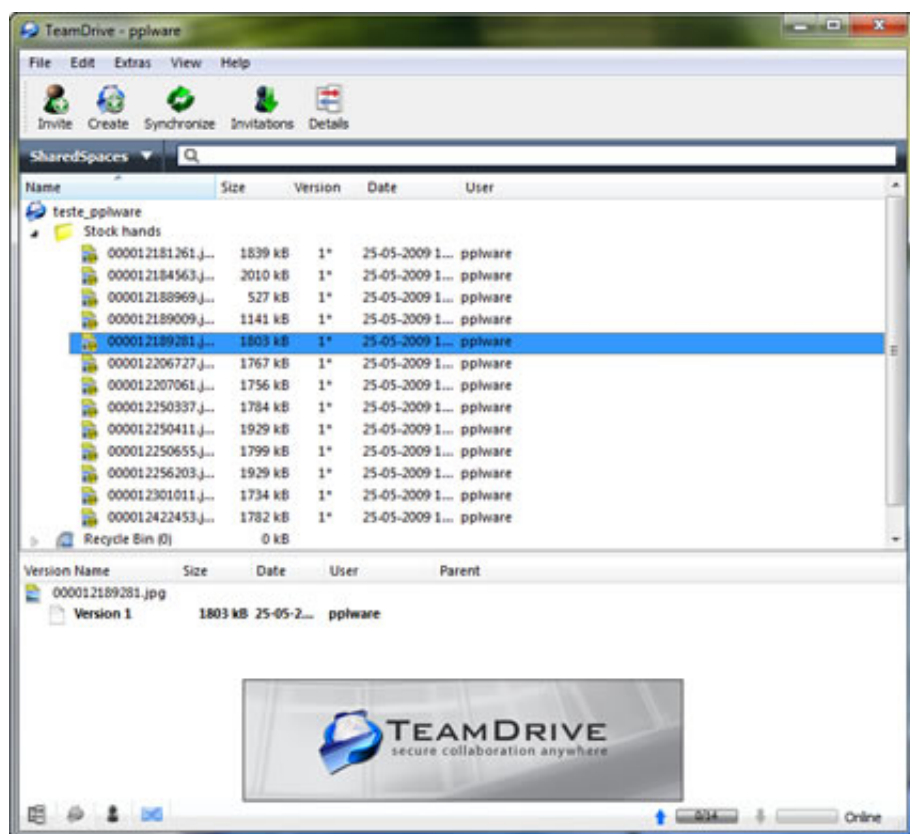 TeamDrive - pplware
File Edit Extras View Help
Invite Create Synchronize Invitations Details
SharedSpaces
Name Size Version Date User
teste_pplware
Stock hands
000012181261.j... 1839 kB 1* 25-05-2009 1... pplware
000012184563.j... 2010 kB 1* 25-05-2009 1... pplware
000012188969.j... 527 kB 1* 25-05-2009 1... pplware
000012189009.j... 1141 kB 1* 25-05-2009 1... pplware
000012189281.j... 1803 kB 1* 25-05-2009 1... pplware
000012206727.j... 1767 kB 1* 25-05-2009 1... pplware
000012207061.j... 1756 kB 1* 25-05-2009 1... pplware
000012250337.j... 1784 kB 1* 25-05-2009 1... pplware
000012250411.j... 1929 kB 1* 25-05-2009 1... pplware
000012250655.j... 1799 kB 1* 25-05-2009 1... pplware
000012256203.j... 1929 kB 1* 25-05-2009 1... pplware
000012301011.j... 1734 kB 1* 25-05-2009 1... pplware
000012422453.j... 1782 kB 1* 25-05-2009 1... pplware
Recycle Bin (0) 0 kB
Version Name Size Date User Parent
000012189281.jpg
Version 1 1803 kB 25-05-2... pplware
TEAMDRIVE
secure collaboration anywhere
0/14 Online